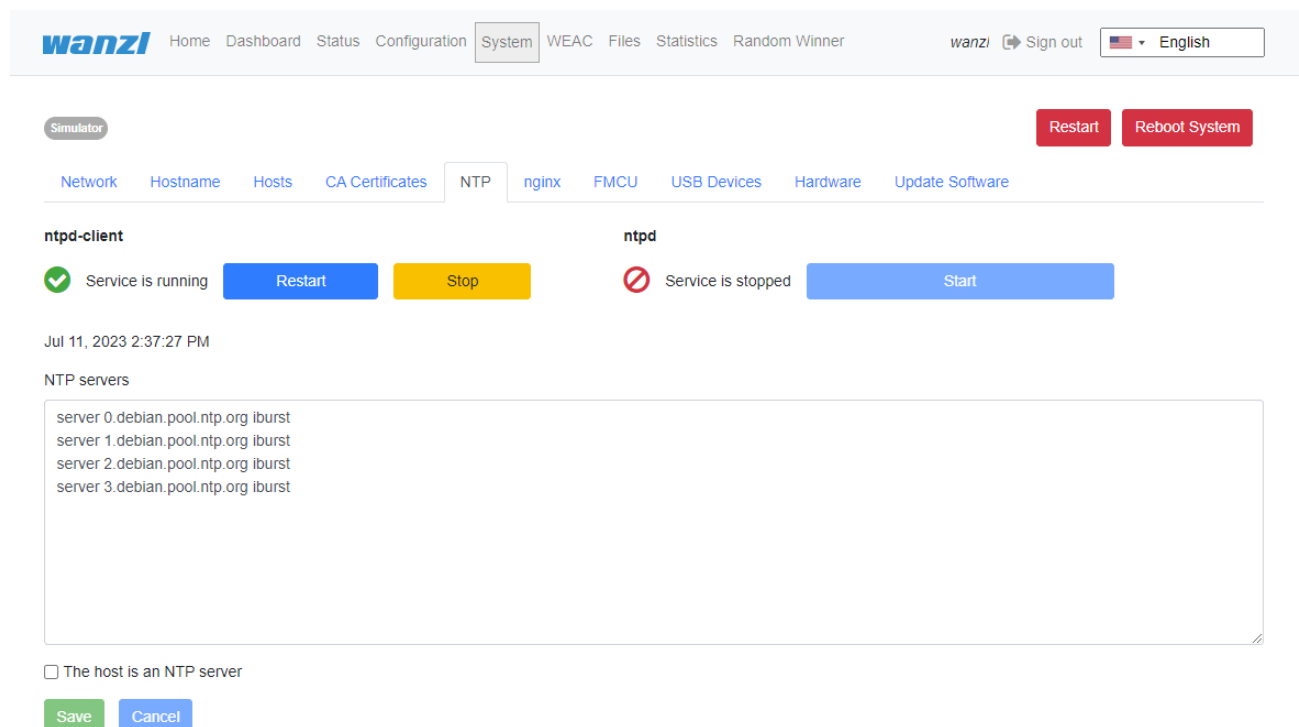 wanzl Home Dashboard Status Configuration System WEAC Files Statistics Random Winner wanzl Sign out English
Simulator Restart Reboot System
Network Hostname Hosts CA Certificates NTP nginx FMCU USB Devices Hardware Update Software
ntpd-client ntpd
Service is running Restart Stop Service is stopped Start
Jul 11, 2023 2:37:27 PM
NTP servers
server 0.debian.pool.ntp.org iburst
server 1.debian.pool.ntp.org iburst
server 2.debian.pool.ntp.org iburst
server 3.debian.pool.ntp.org iburst
The host is an NTP server
Save Cancel